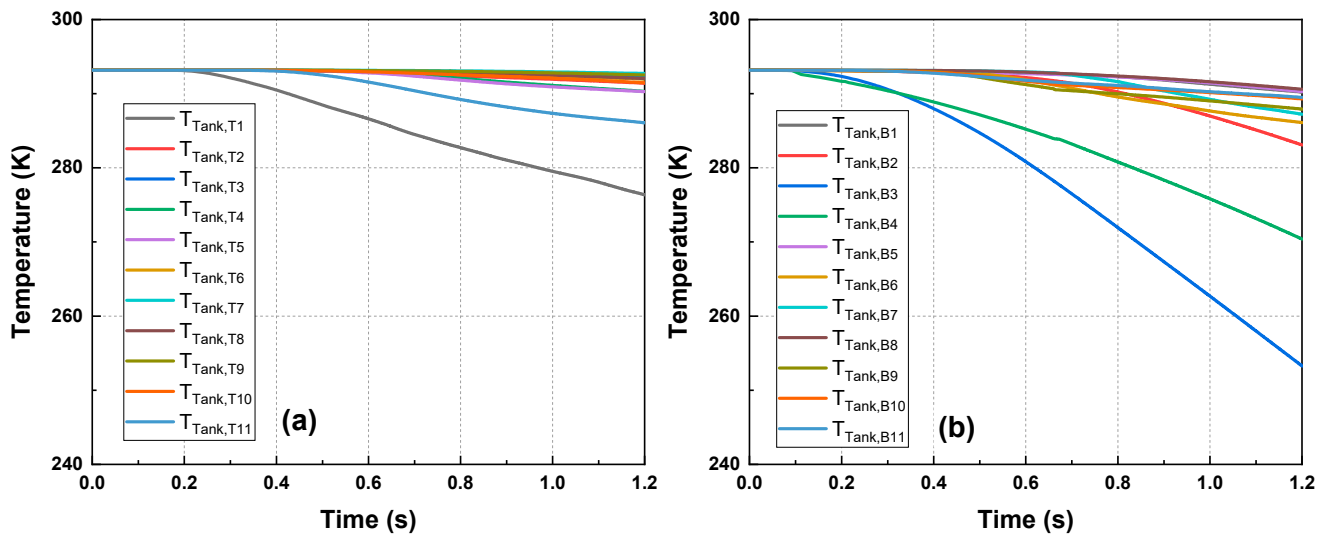 300
280
260
240
Temperature (K)
T_Tank,T1
T_Tank,T2
T_Tank,T3
T_Tank,T4
T_Tank,T5
T_Tank,T6
T_Tank,T7
T_Tank,T8
T_Tank,T9
T_Tank,T10
T_Tank,T11
(a)
0.0 0.2 0.4 0.6 0.8 1.0 1.2
Time (s)
300
280
260
240
Temperature (K)
T_Tank,B1
T_Tank,B2
T_Tank,B3
T_Tank,B4
T_Tank,B5
T_Tank,B6
T_Tank,B7
T_Tank,B8
T_Tank,B9
T_Tank,B10
T_Tank,B11
(b)
0.0 0.2 0.4 0.6 0.8 1.0 1.2
Time (s)